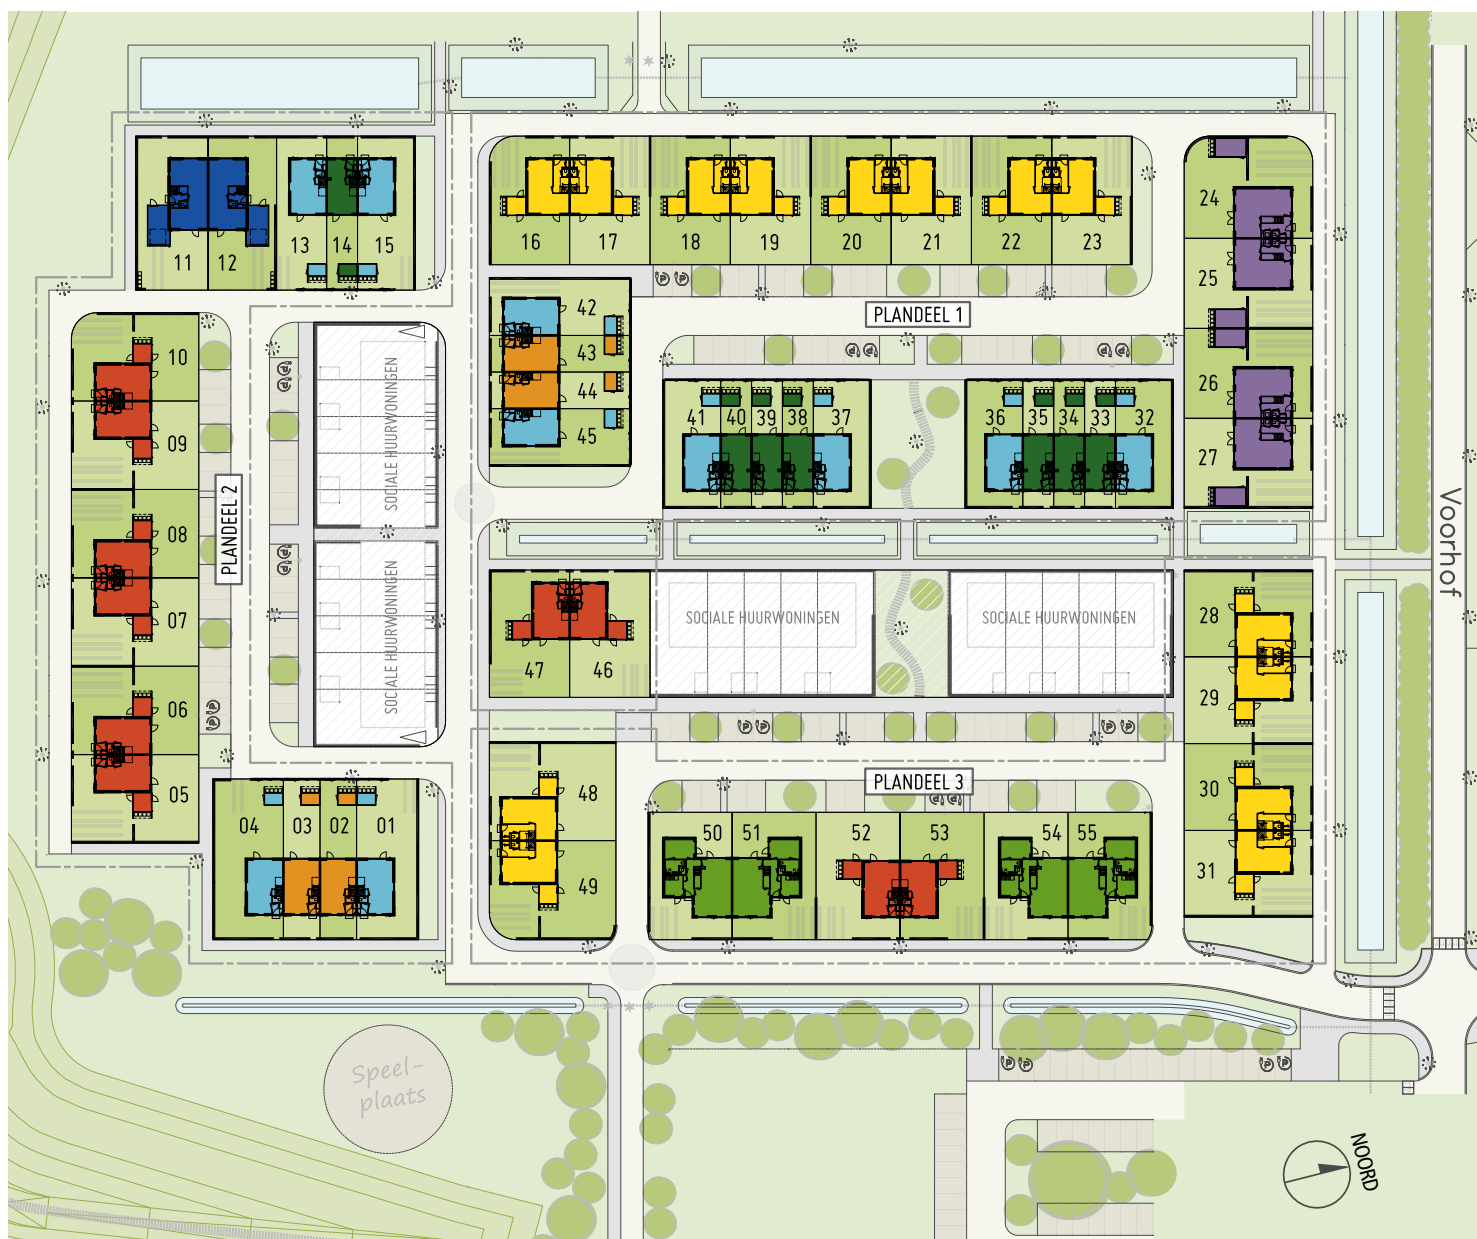 11 12
13 14 15
16 17 18 19 20 21 22 23
24
25
PLANDEEL 1
42
43
44
45
10
09
08
07
06
05
PLANDEEL 2
SOCIALE HUURWONINGEN
SOCIALE HUURWONINGEN
41 40 39 38 37
36 35 34 33 32
26
27
Voorhof
47 46
SOCIALE HUURWONINGEN
SOCIALE HUURWONINGEN
28
29
30
31
PLANDEEL 3
48
49
04 03 02 01
50 51 52 53 54 55
Speel-
plaats
NOORD